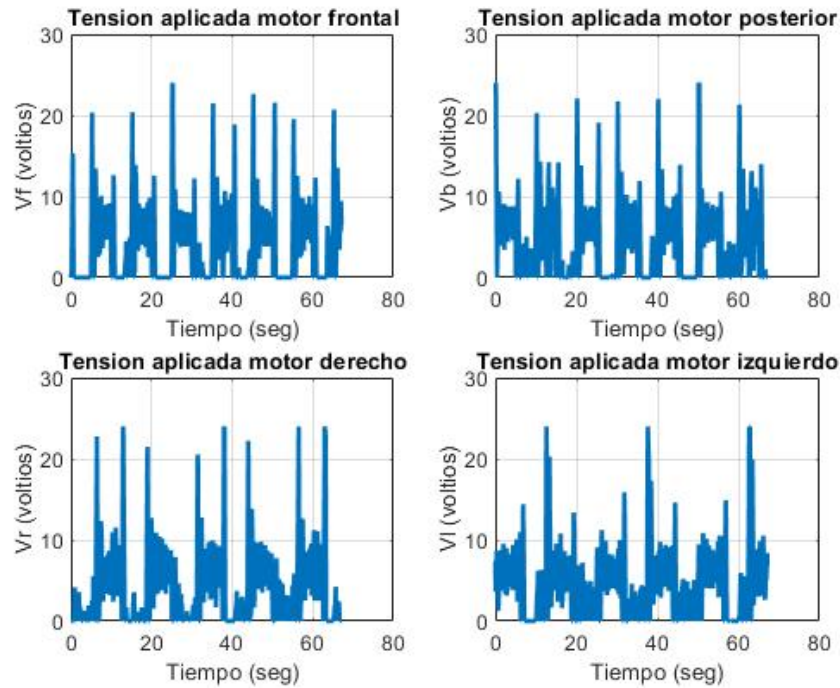 Tension aplicada motor frontal
30
20
10
0
Vf (voltios)
0 20 40 60 80
Tiempo (seg)
Tension aplicada motor posterior
30
20
10
0
Vb (voltios)
0 20 40 60 80
Tiempo (seg)
Tension aplicada motor derecho
30
20
10
0
Vr (voltios)
0 20 40 60 80
Tiempo (seg)
Tension aplicada motor izquierdo
30
20
10
0
Vl (voltios)
0 20 40 60 80
Tiempo (seg)